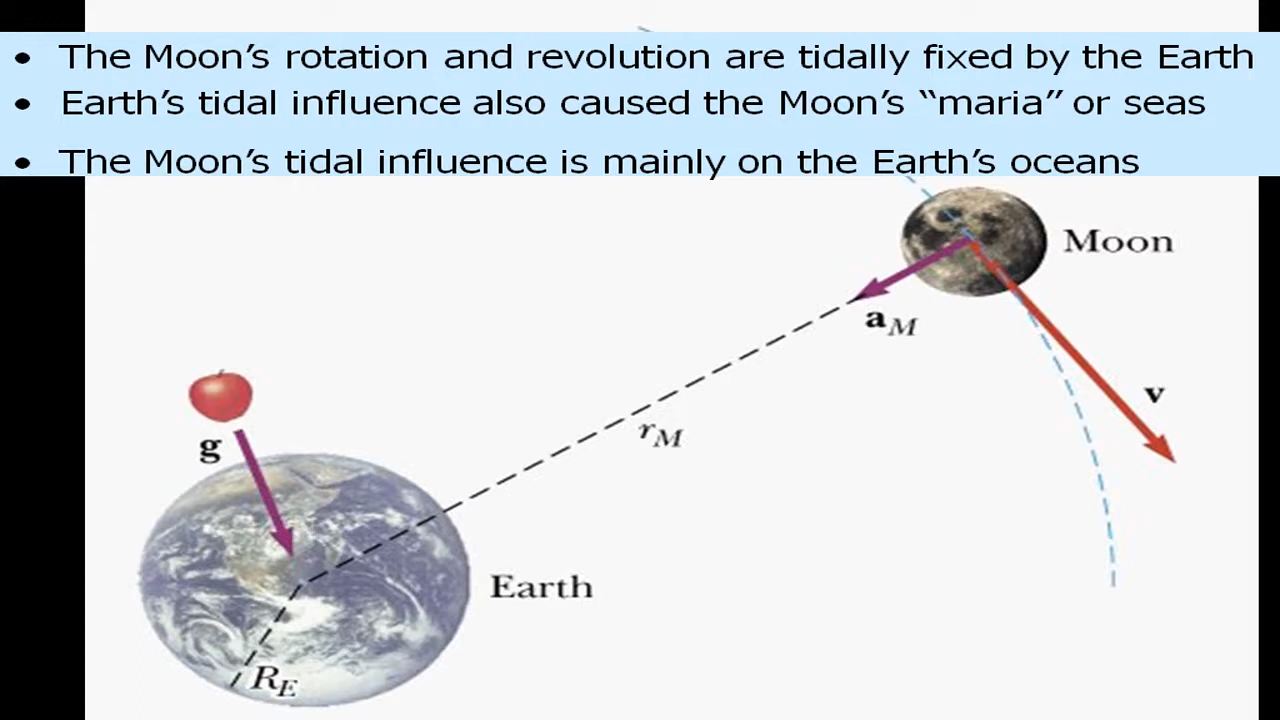 • The Moon’s rotation and revolution are tidally fixed by the Earth
• Earth’s tidal influence also caused the Moon’s “maria” or seas
• The Moon’s tidal influence is mainly on the Earth’s oceans
Moon
a_M
v
r_M
g
Earth
R_E